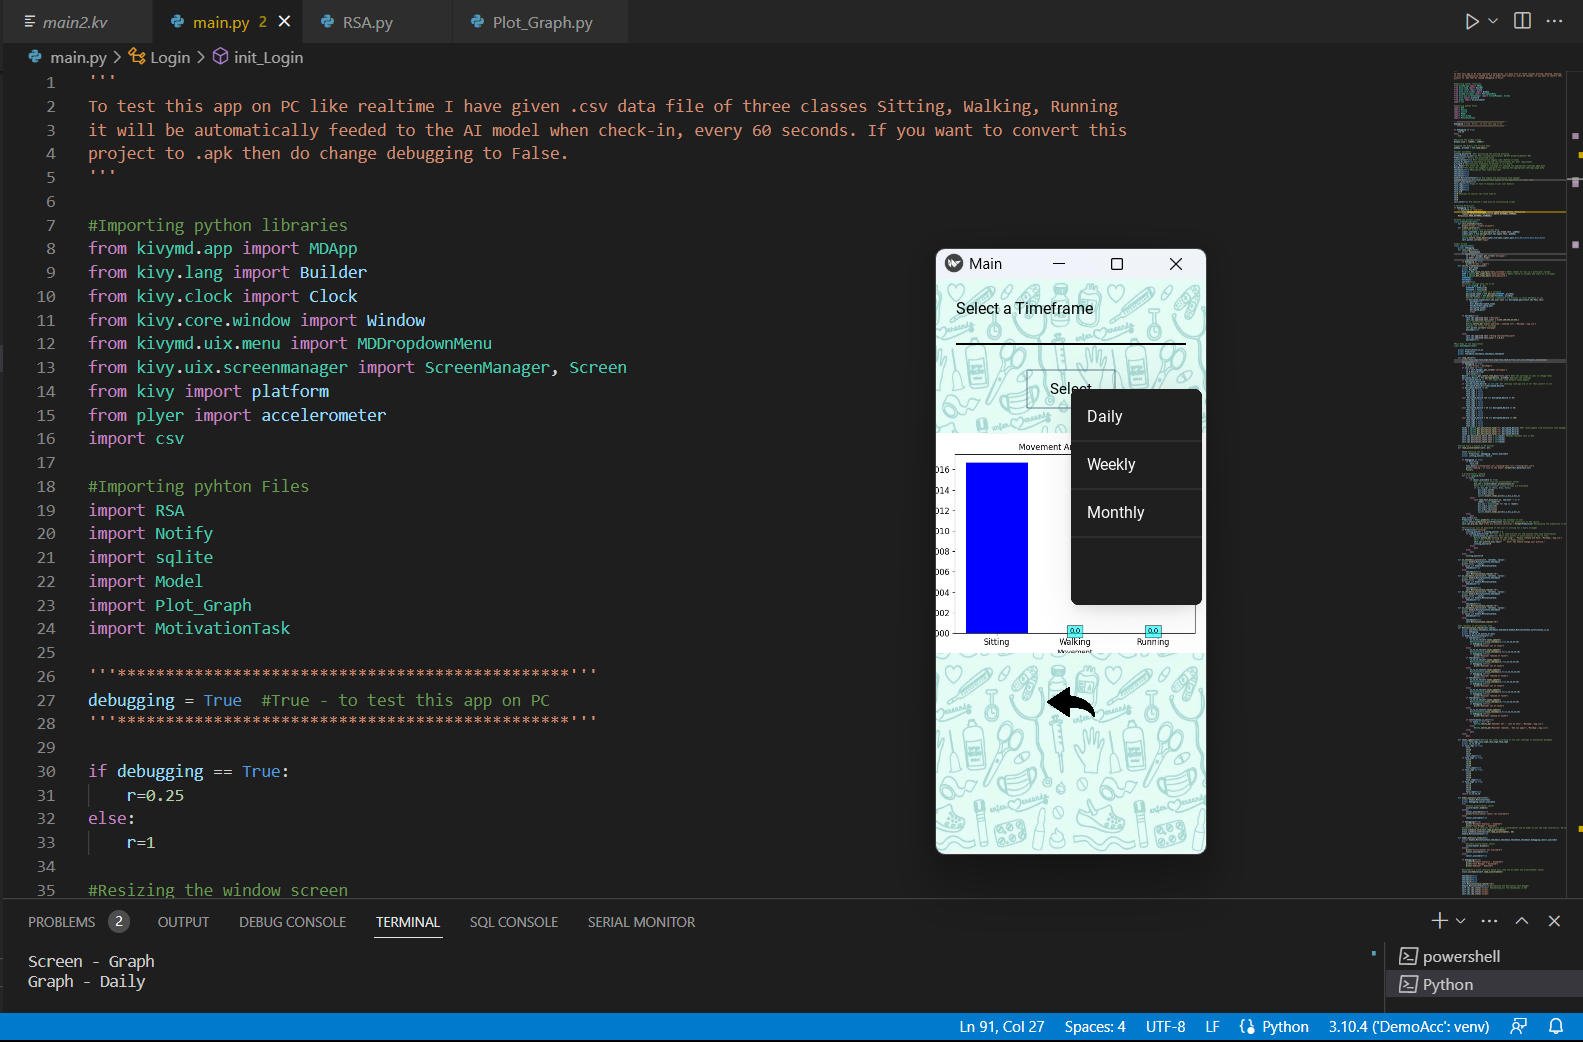 main2.kv
main.py 2
RSA.py
Plot_Graph.py
main.py > Login > init_Login
1 '''
2 To test this app on PC like realtime I have given .csv data file of three classes Sitting, Walking, Running
3 it will be automatically feeded to the AI model when check-in, every 60 seconds. If you want to convert this
4 project to .apk then do change debugging to False.
5 '''
6
7 #Importing python libraries
8 from kivymd.app import MDApp
9 from kivy.lang import Builder
10 from kivy.clock import Clock
11 from kivy.core.window import Window
12 from kivymd.uix.menu import MDDropdownMenu
13 from kivy.uix.screenmanager import ScreenManager, Screen
14 from kivy import platform
15 from plyer import accelerometer
16 import csv
17
18 #Importing pyhton Files
19 import RSA
20 import Notify
21 import sqlite
22 import Model
23 import Plot_Graph
24 import MotivationTask
25
26 '''***********************************************'''
27 debugging = True #True - to test this app on PC
28 '''***********************************************'''
29
30 if debugging == True:
31 r=0.25
32 else:
33 r=1
34
35 #Resizing the window screen
Main
Select a Timeframe
Select
Daily
Weekly
Monthly
Movement
016
014
012
010
008
006
004
002
000
0.0
0.0
Sitting
Walking
Running
Movement
PROBLEMS 2
OUTPUT
DEBUG CONSOLE
TERMINAL
SQL CONSOLE
SERIAL MONITOR
Screen - Graph
Graph - Daily
powershell
Python
Ln 91, Col 27
Spaces: 4
UTF-8
LF
Python
3.10.4 ('DemoAcc': venv)